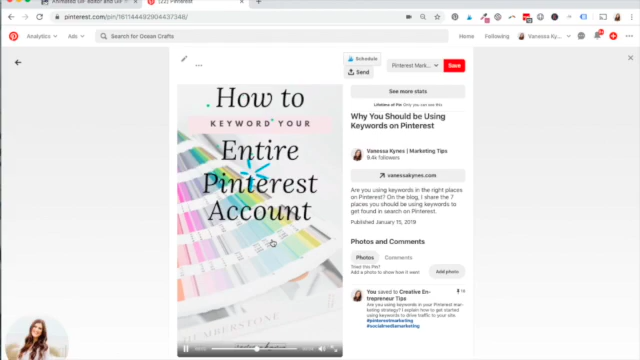 Animated GIF editor and GIF
(22) Pinterest
pinterest.com/pin/161144492904437348/
Analytics
Ads
Search for Ocean Crafts
Home
Following
Vanessa Kynes
Schedule
Send
Pinterest Mark...
Save
How to
KEYWORD YOUR
Entire
Pinterest
Account
See more stats
Lifetime of Pin (Only you can see this)
Why You Should be Using
Keywords on Pinterest
Vanessa Kynes | Marketing Tips
9.4k followers
vanessakynes.com
Are you using keywords in the right places
on Pinterest? On the blog, I share the 7
places you should be using keywords to
get found in search on Pinterest.
Published January 15, 2019
Photos and Comments
Photos
Comments
Tried this Pin?
Add a photo to show how it went
Add photo
You saved to Creative En-
trepreneur Tips
Are you using keywords in your Pinterest mar-
keting strategy? I explain how to get started
using keywords to drive traffic to your site.
#pinterestmarketing
#socialmediamarketing